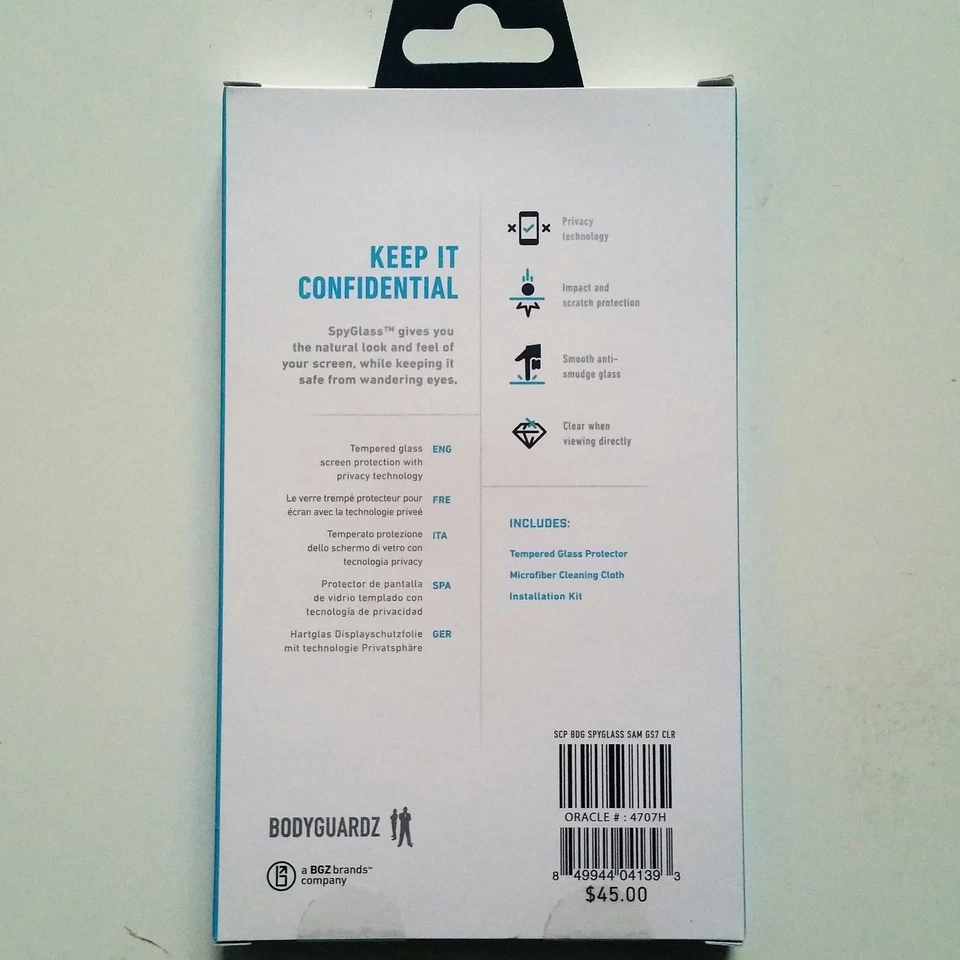 KEEP IT
CONFIDENTIAL
SpyGlass™ gives you
the natural look and feel of
your screen, while keeping it
safe from wandering eyes.
Tempered glass ENG
screen protection with
privacy technology
Le verre trempé protecteur pour FRE
écran avec la technologie priveé
Temperato protezione ITA
dello schermo di vetro con
tecnologia privacy
Protector de pantalla SPA
de vidrio templado con
tecnología de privacidad
Hartglas Displayschutzfolie GER
mit technologie Privatsphäre
Privacy
technology
Impact and
scratch protection
Smooth anti-
smudge glass
Clear when
viewing directly
INCLUDES:
Tempered Glass Protector
Microfiber Cleaning Cloth
Installation Kit
BODYGUARDZ
a BGZ brands™
company
SCP BDG SPYGLASS SAM GS7 CLR
ORACLE # : 4707H
8 49944 04139 3
$45.00